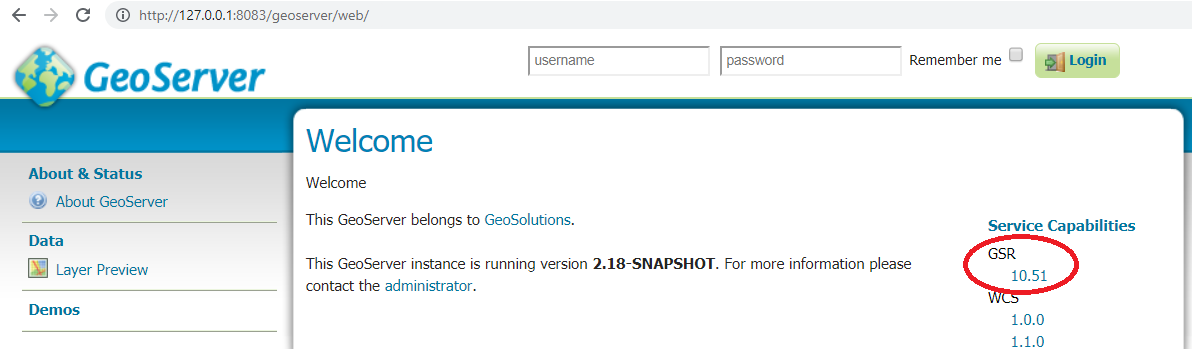 http://127.0.0.1:8083/geoserver/web/
GeoServer
username
password
Remember me
Login
Welcome
Welcome
This GeoServer belongs to GeoSolutions.
This GeoServer instance is running version 2.18-SNAPSHOT. For more information please
contact the administrator.
About & Status
About GeoServer
Data
Layer Preview
Demos
Service Capabilities
GSR
10.51
WCS
1.0.0
1.1.0